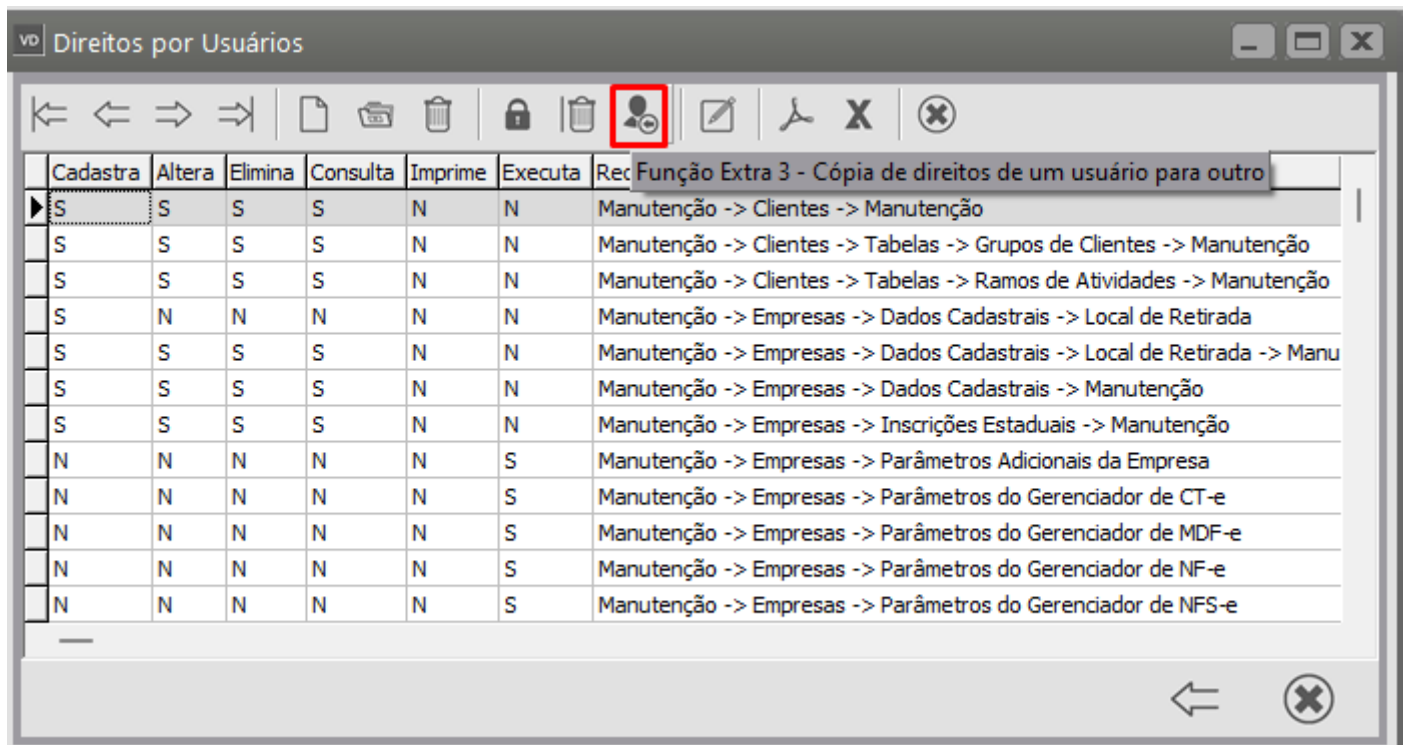 VD Direitos por Usuários
X
Cadastra Altera Elimina Consulta Imprime Executa Rec Função Extra 3 - Cópia de direitos de um usuário para outro
S S S S N N Manutenção -> Clientes -> Manutenção
S S S S N N Manutenção -> Clientes -> Tabelas -> Grupos de Clientes -> Manutenção
S S S S N N Manutenção -> Clientes -> Tabelas -> Ramos de Atividades -> Manutenção
S N N N N N Manutenção -> Empresas -> Dados Cadastrais -> Local de Retirada
S S S S N N Manutenção -> Empresas -> Dados Cadastrais -> Local de Retirada -> Manu
S S S S N N Manutenção -> Empresas -> Dados Cadastrais -> Manutenção
S S S S N N Manutenção -> Empresas -> Inscrições Estaduais -> Manutenção
N N N N N S Manutenção -> Empresas -> Parâmetros Adicionais da Empresa
N N N N N S Manutenção -> Empresas -> Parâmetros do Gerenciador de CT-e
N N N N N S Manutenção -> Empresas -> Parâmetros do Gerenciador de MDF-e
N N N N N S Manutenção -> Empresas -> Parâmetros do Gerenciador de NF-e
N N N N N S Manutenção -> Empresas -> Parâmetros do Gerenciador de NFS-e